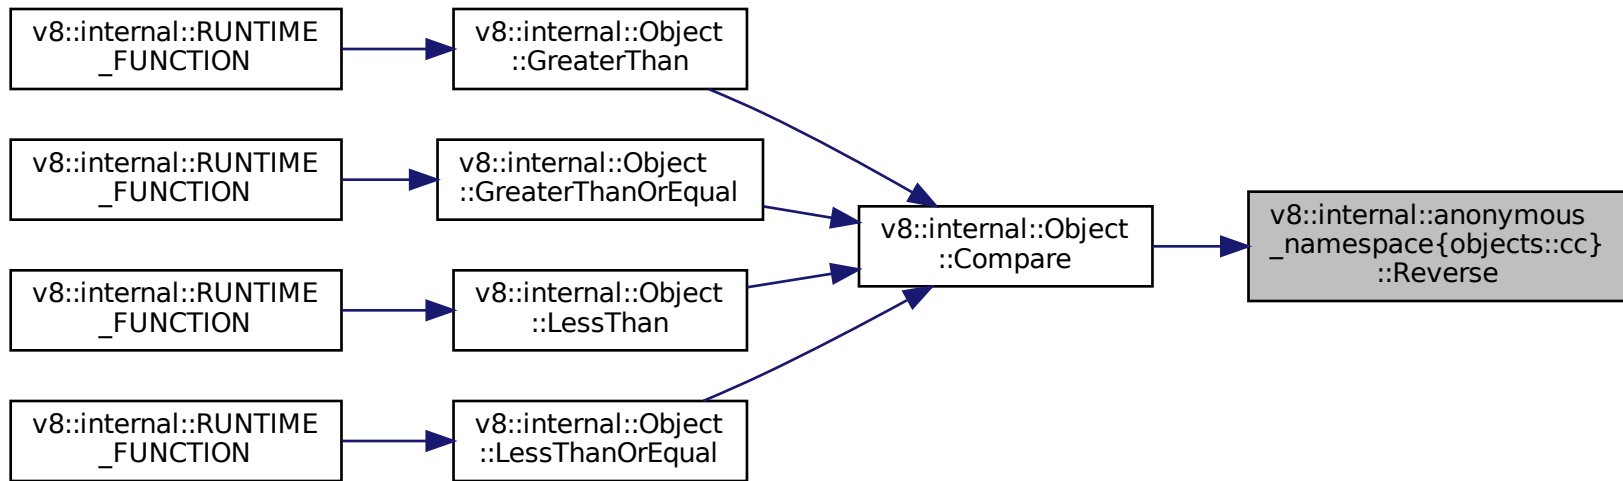 v8::internal::RUNTIME
_FUNCTION
v8::internal::Object
::GreaterThan
v8::internal::RUNTIME
_FUNCTION
v8::internal::Object
::GreaterThanOrEqual
v8::internal::RUNTIME
_FUNCTION
v8::internal::Object
::LessThan
v8::internal::RUNTIME
_FUNCTION
v8::internal::Object
::LessThanOrEqual
v8::internal::Object
::Compare
v8::internal::anonymous
_namespace{objects::cc}
::Reverse